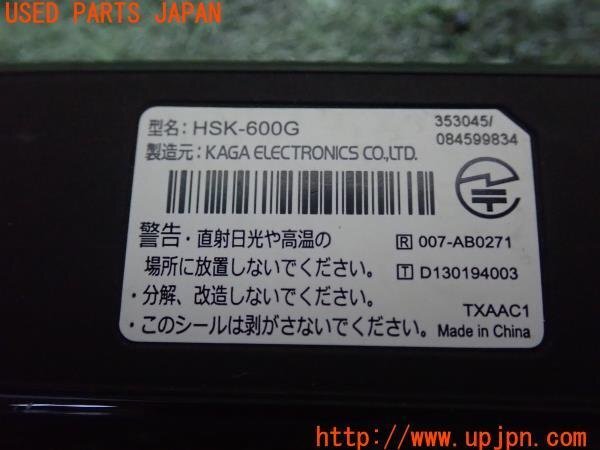 USED PARTS JAPAN
型名: HSK-600G
353045/
084599834
製造元: KAGA ELECTRONICS CO.,LTD.
警告・直射日光や高温の
場所に放置しないでください。
・分解、改造しないでください。
・このシールは剥がさないでください。
R 007-AB0271
T D130194003
TXAAC1
Made in China
http://www.upjpn.com/